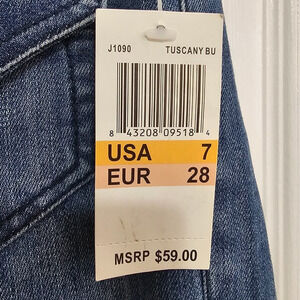 J1090 TUSCANY BU
8 43208 09518 4
USA 7
EUR 28
MSRP $59.00